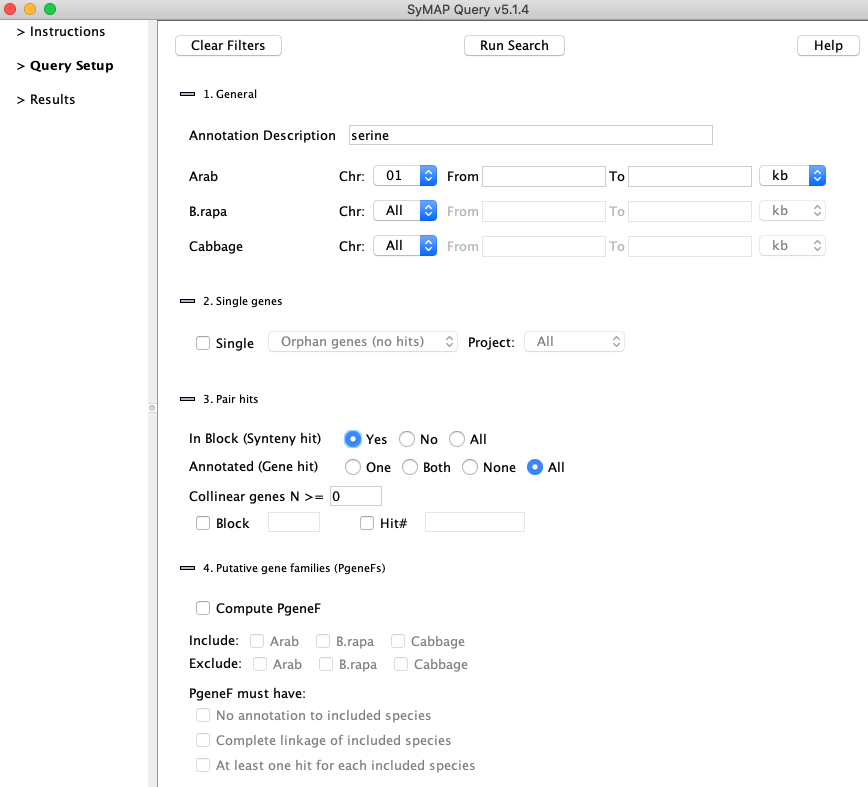 SyMAP Query v5.1.4
> Instructions
> Query Setup
> Results
Clear Filters Run Search Help
1. General
Annotation Description serine
Arab Chr: 01 From To kb
B.rapa Chr: All From To kb
Cabbage Chr: All From To kb
2. Single genes
Single Orphan genes (no hits) Project: All
3. Pair hits
In Block (Synteny hit) Yes No All
Annotated (Gene hit) One Both None All
Collinear genes N >= 0
Block Hit#
4. Putative gene families (PgeneFs)
Compute PgeneF
Include: Arab B.rapa Cabbage
Exclude: Arab B.rapa Cabbage
PgeneF must have:
No annotation to included species
Complete linkage of included species
At least one hit for each included species